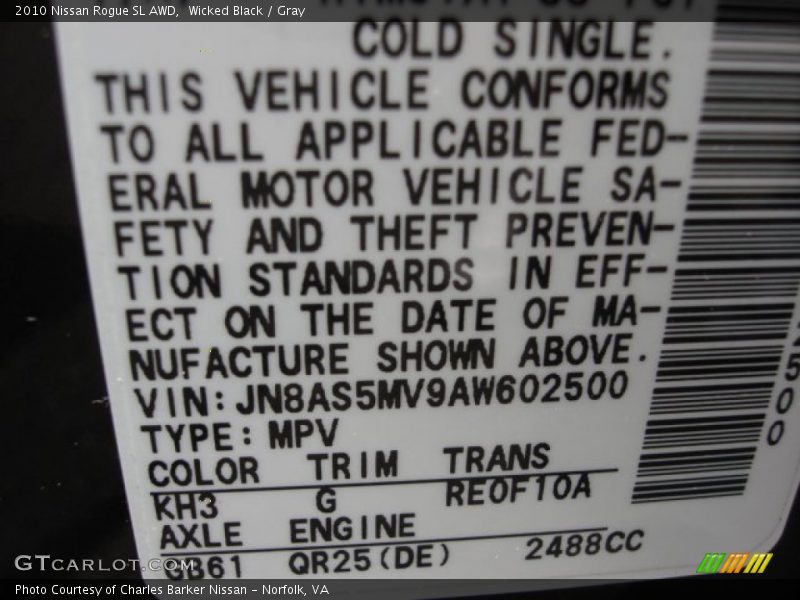 2010 Nissan Rogue SL AWD, Wicked Black / Gray
COLD SINGLE.
THIS VEHICLE CONFORMS
TO ALL APPLICABLE FED-
ERAL MOTOR VEHICLE SA-
FETY AND THEFT PREVEN-
TION STANDARDS IN EFF-
ECT ON THE DATE OF MA-
NUFACTURE SHOWN ABOVE.
VIN:JN8AS5MV9AW602500
TYPE:MPV
COLOR TRIM TRANS
KH3 G RE0F10A
AXLE ENGINE
GB61 QR25(DE) 2488CC
500
GTCARLOT.COM
Photo Courtesy of Charles Barker Nissan - Norfolk, VA